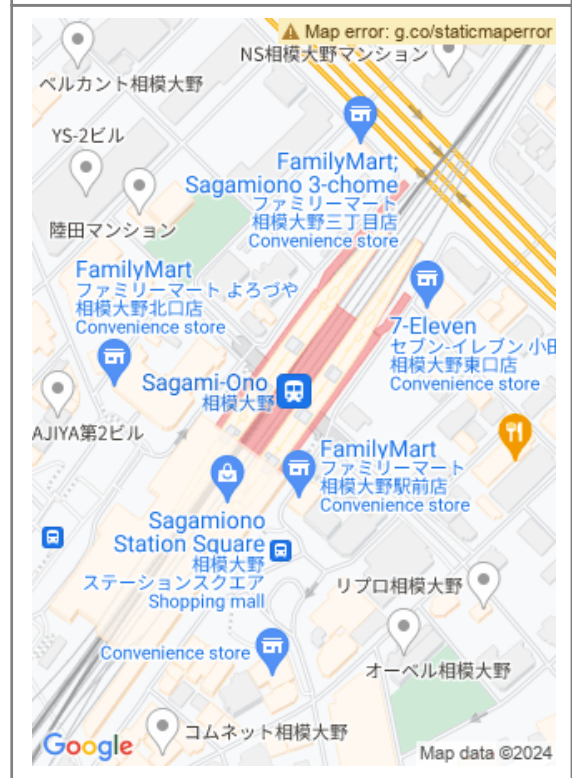 Map error: g.co/staticmaperror
NS相模大野マンション
ベルカント相模大野
YS-2ビル
FamilyMart;
Sagamiono 3-chome
ファミリーマート
相模大野三丁目店
Convenience store
陸田マンション
FamilyMart
ファミリーマート よろづや
相模大野北口店
Convenience store
7-Eleven
セブン-イレブン 小田
相模大野東口店
Convenience store
Sagami-Ono
相模大野
AJIYA第2ビル
FamilyMart
ファミリーマート
相模大野駅前店
Convenience store
Sagamiono
Station Square
相模大野
ステーションスクエア
Shopping mall
リプロ相模大野
Convenience store
オーベル相模大野
コムネット相模大野
Google
Map data ©2024